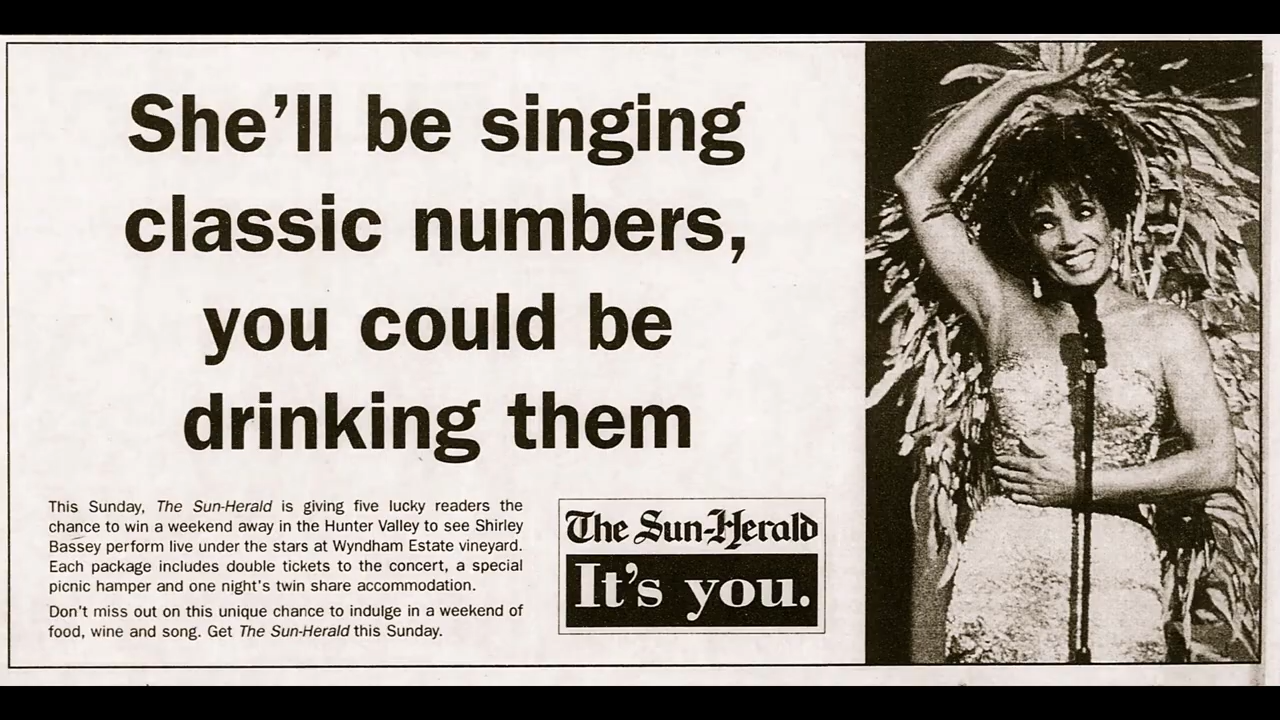 She'll be singing
classic numbers,
you could be
drinking them
This Sunday, The Sun-Herald is giving five lucky readers the
chance to win a weekend away in the Hunter Valley to see Shirley
Bassey perform live under the stars at Wyndham Estate vineyard.
Each package includes double tickets to the concert, a special
picnic hamper and one night's twin share accommodation.
Don't miss out on this unique chance to indulge in a weekend of
food, wine and song. Get The Sun-Herald this Sunday.
The Sun-Herald
It's you.